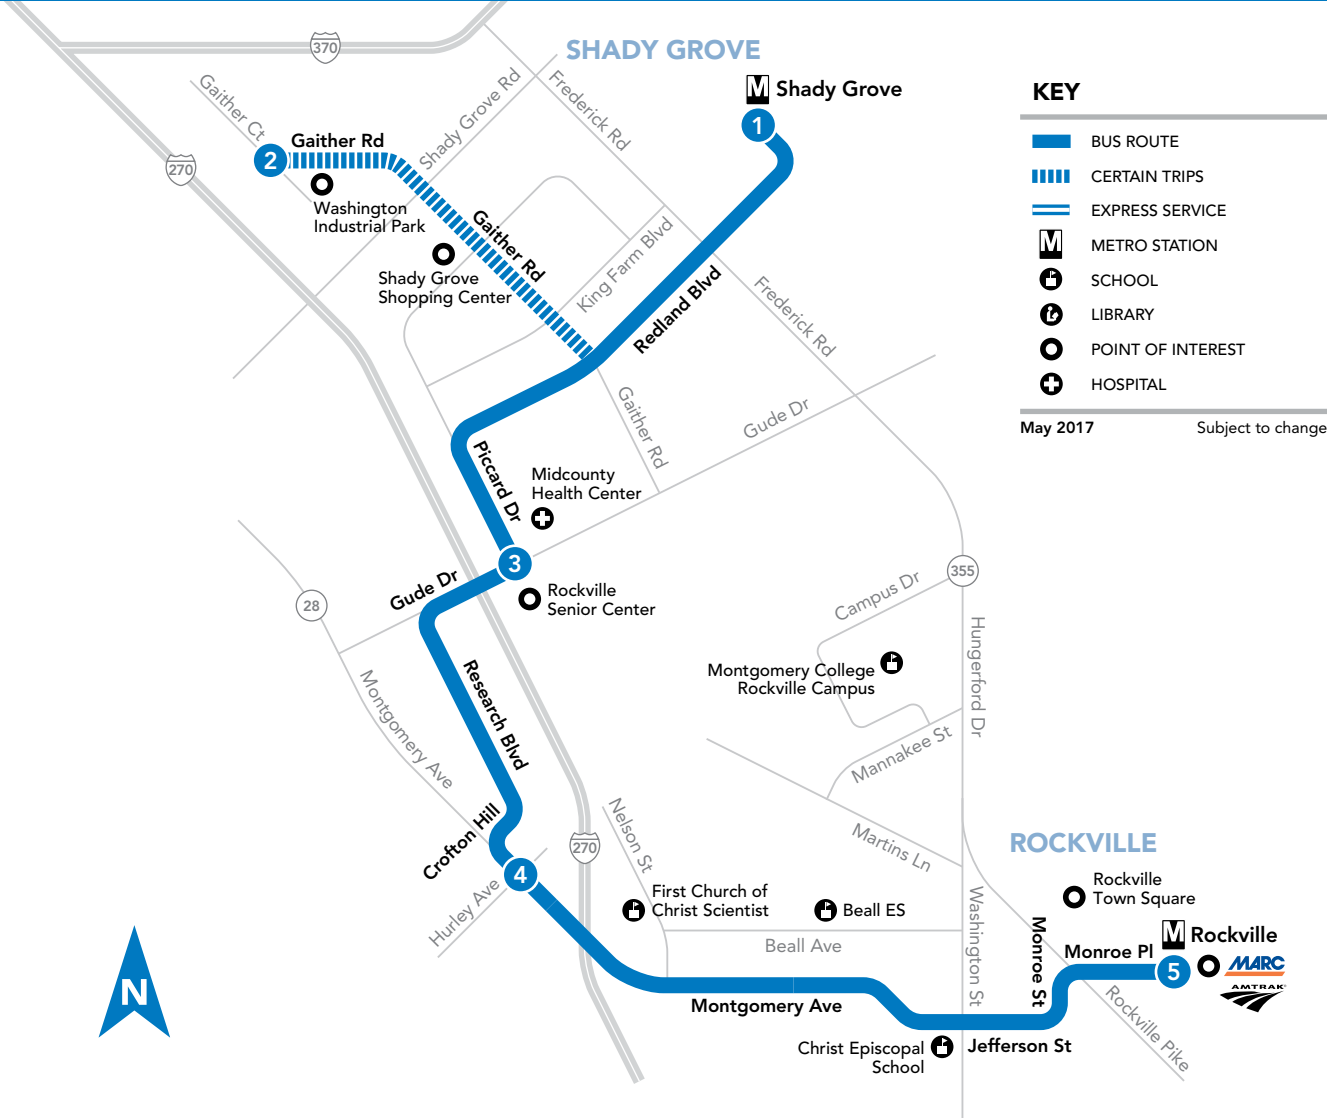 370
SHADY GROVE
M Shady Grove
1
Gaither Ct
Shady Grove Rd
Frederick Rd
2
Gaither Rd
270
Washington
Industrial Park
Gaither Rd
Shady Grove
Shopping Center
King Farm Blvd
Redland Blvd
Frederick Rd
KEY
BUS ROUTE
CERTAIN TRIPS
EXPRESS SERVICE
M METRO STATION
SCHOOL
LIBRARY
POINT OF INTEREST
HOSPITAL
May 2017
Subject to change
Gaither Rd
Gude Dr
Piccard Dr
Midcounty
Health Center
3
Gude Dr
Rockville
Senior Center
28
355
Campus Dr
Hungerford Dr
Montgomery College
Rockville Campus
Mannakee St
Montgomery Ave
Research Blvd
Crofton Hill
Nelson St
270
Martins Ln
ROCKVILLE
4
Hurley Ave
First Church of
Christ Scientist
Beall ES
Beall Ave
Washington St
Rockville
Town Square
Monroe St
Monroe Pl
M Rockville
5
MARC
AMTRAK
Montgomery Ave
Rockville Pike
Christ Episcopal
School
Jefferson St
N